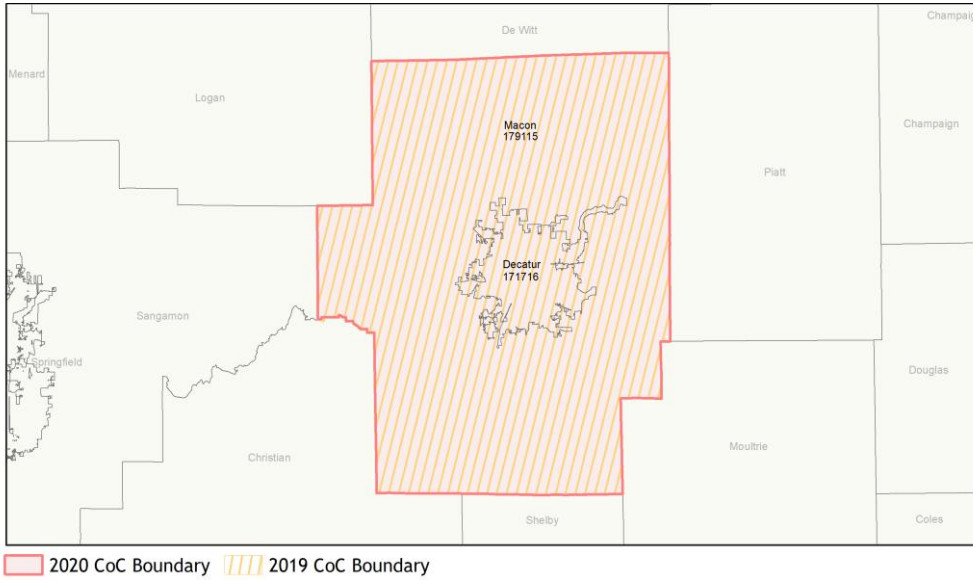 Champaig
De Witt
Menard
Logan
Macon
179115
Champaign
Piatt
Decatur
171716
Sangamon
Springfield
Douglas
Moultrie
Christian
Shelby
Coles
2020 CoC Boundary
2019 CoC Boundary